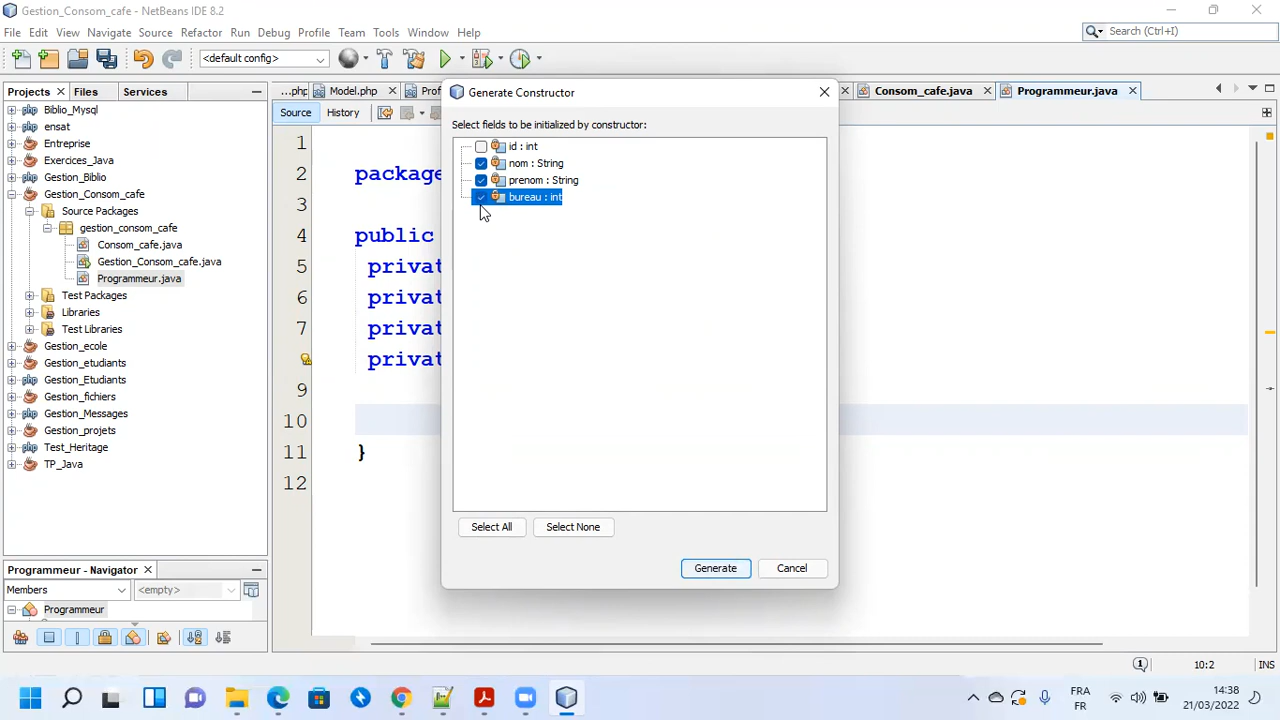 Gestion_Consom_cafe - NetBeans IDE 8.2
File Edit View Navigate Source Refactor Run Debug Profile Team Tools Window Help
Search (Ctrl+I)
<default config>
Projects Files Services
...php Model.php Prof Consom_cafe.java Programmeur.java
Source History
Biblio_Mysql
ensat
Entreprise
Exercices_Java
Gestion_Biblio
Gestion_Consom_cafe
Source Packages
gestion_consom_cafe
Consom_cafe.java
Gestion_Consom_cafe.java
Programmeur.java
Test Packages
Libraries
Test Libraries
Gestion_ecole
Gestion_etudiants
Gestion_Etudiants
Gestion_fichiers
Gestion_Messages
Gestion_projets
Test_Heritage
TP_Java
Programmeur - Navigator
Members <empty>
Programmeur
1
2 package
3
4 public
5 privat
6 privat
7 privat
privat
9
10
11 }
12
Generate Constructor
Select fields to be initialized by constructor:
id : int
nom : String
prenom : String
bureau : int
Select All Select None
Generate Cancel
1 10:2 INS
FRA
FR
14:38
21/03/2022